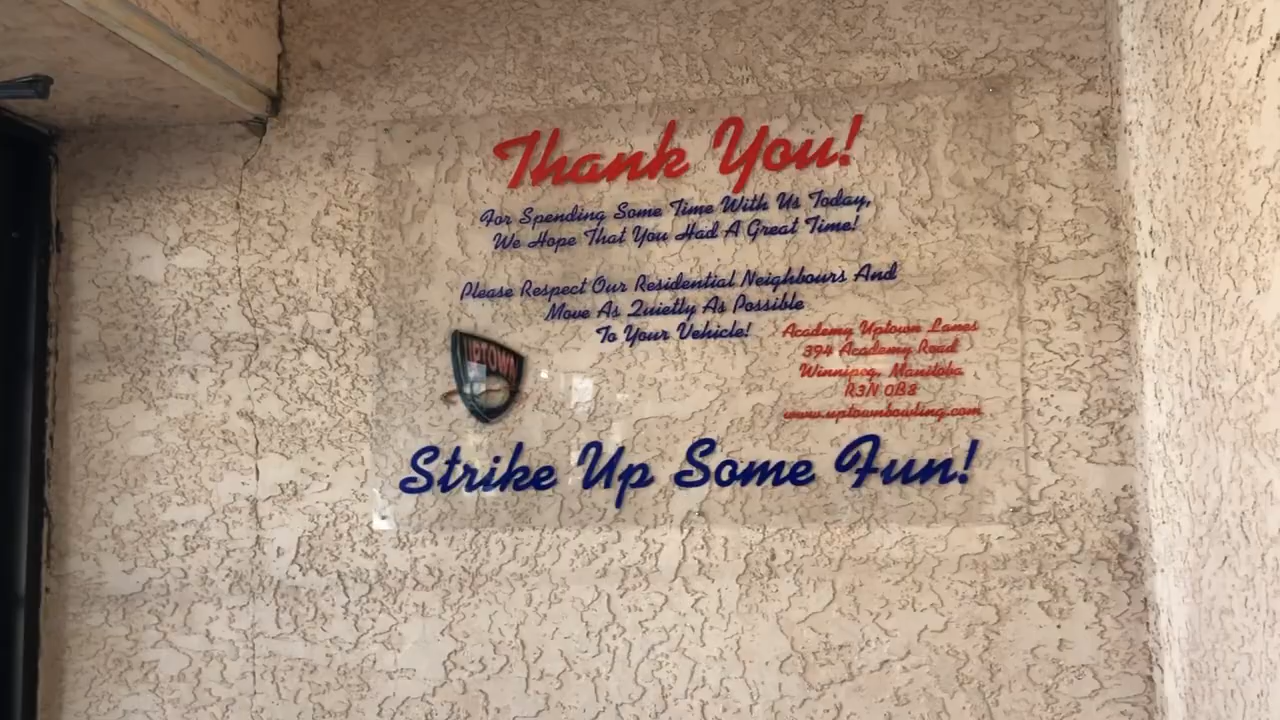 Thank You!
For Spending Some Time With Us Today,
We Hope That You Had A Great Time!
Please Respect Our Residential Neighbours And
Move As Quietly As Possible
To Your Vehicle!
Academy Uptown Lanes
394 Academy Road
Winnipeg, Manitoba
R3N 0B8
www.uptownbowling.com
UPTOWN
Strike Up Some Fun!